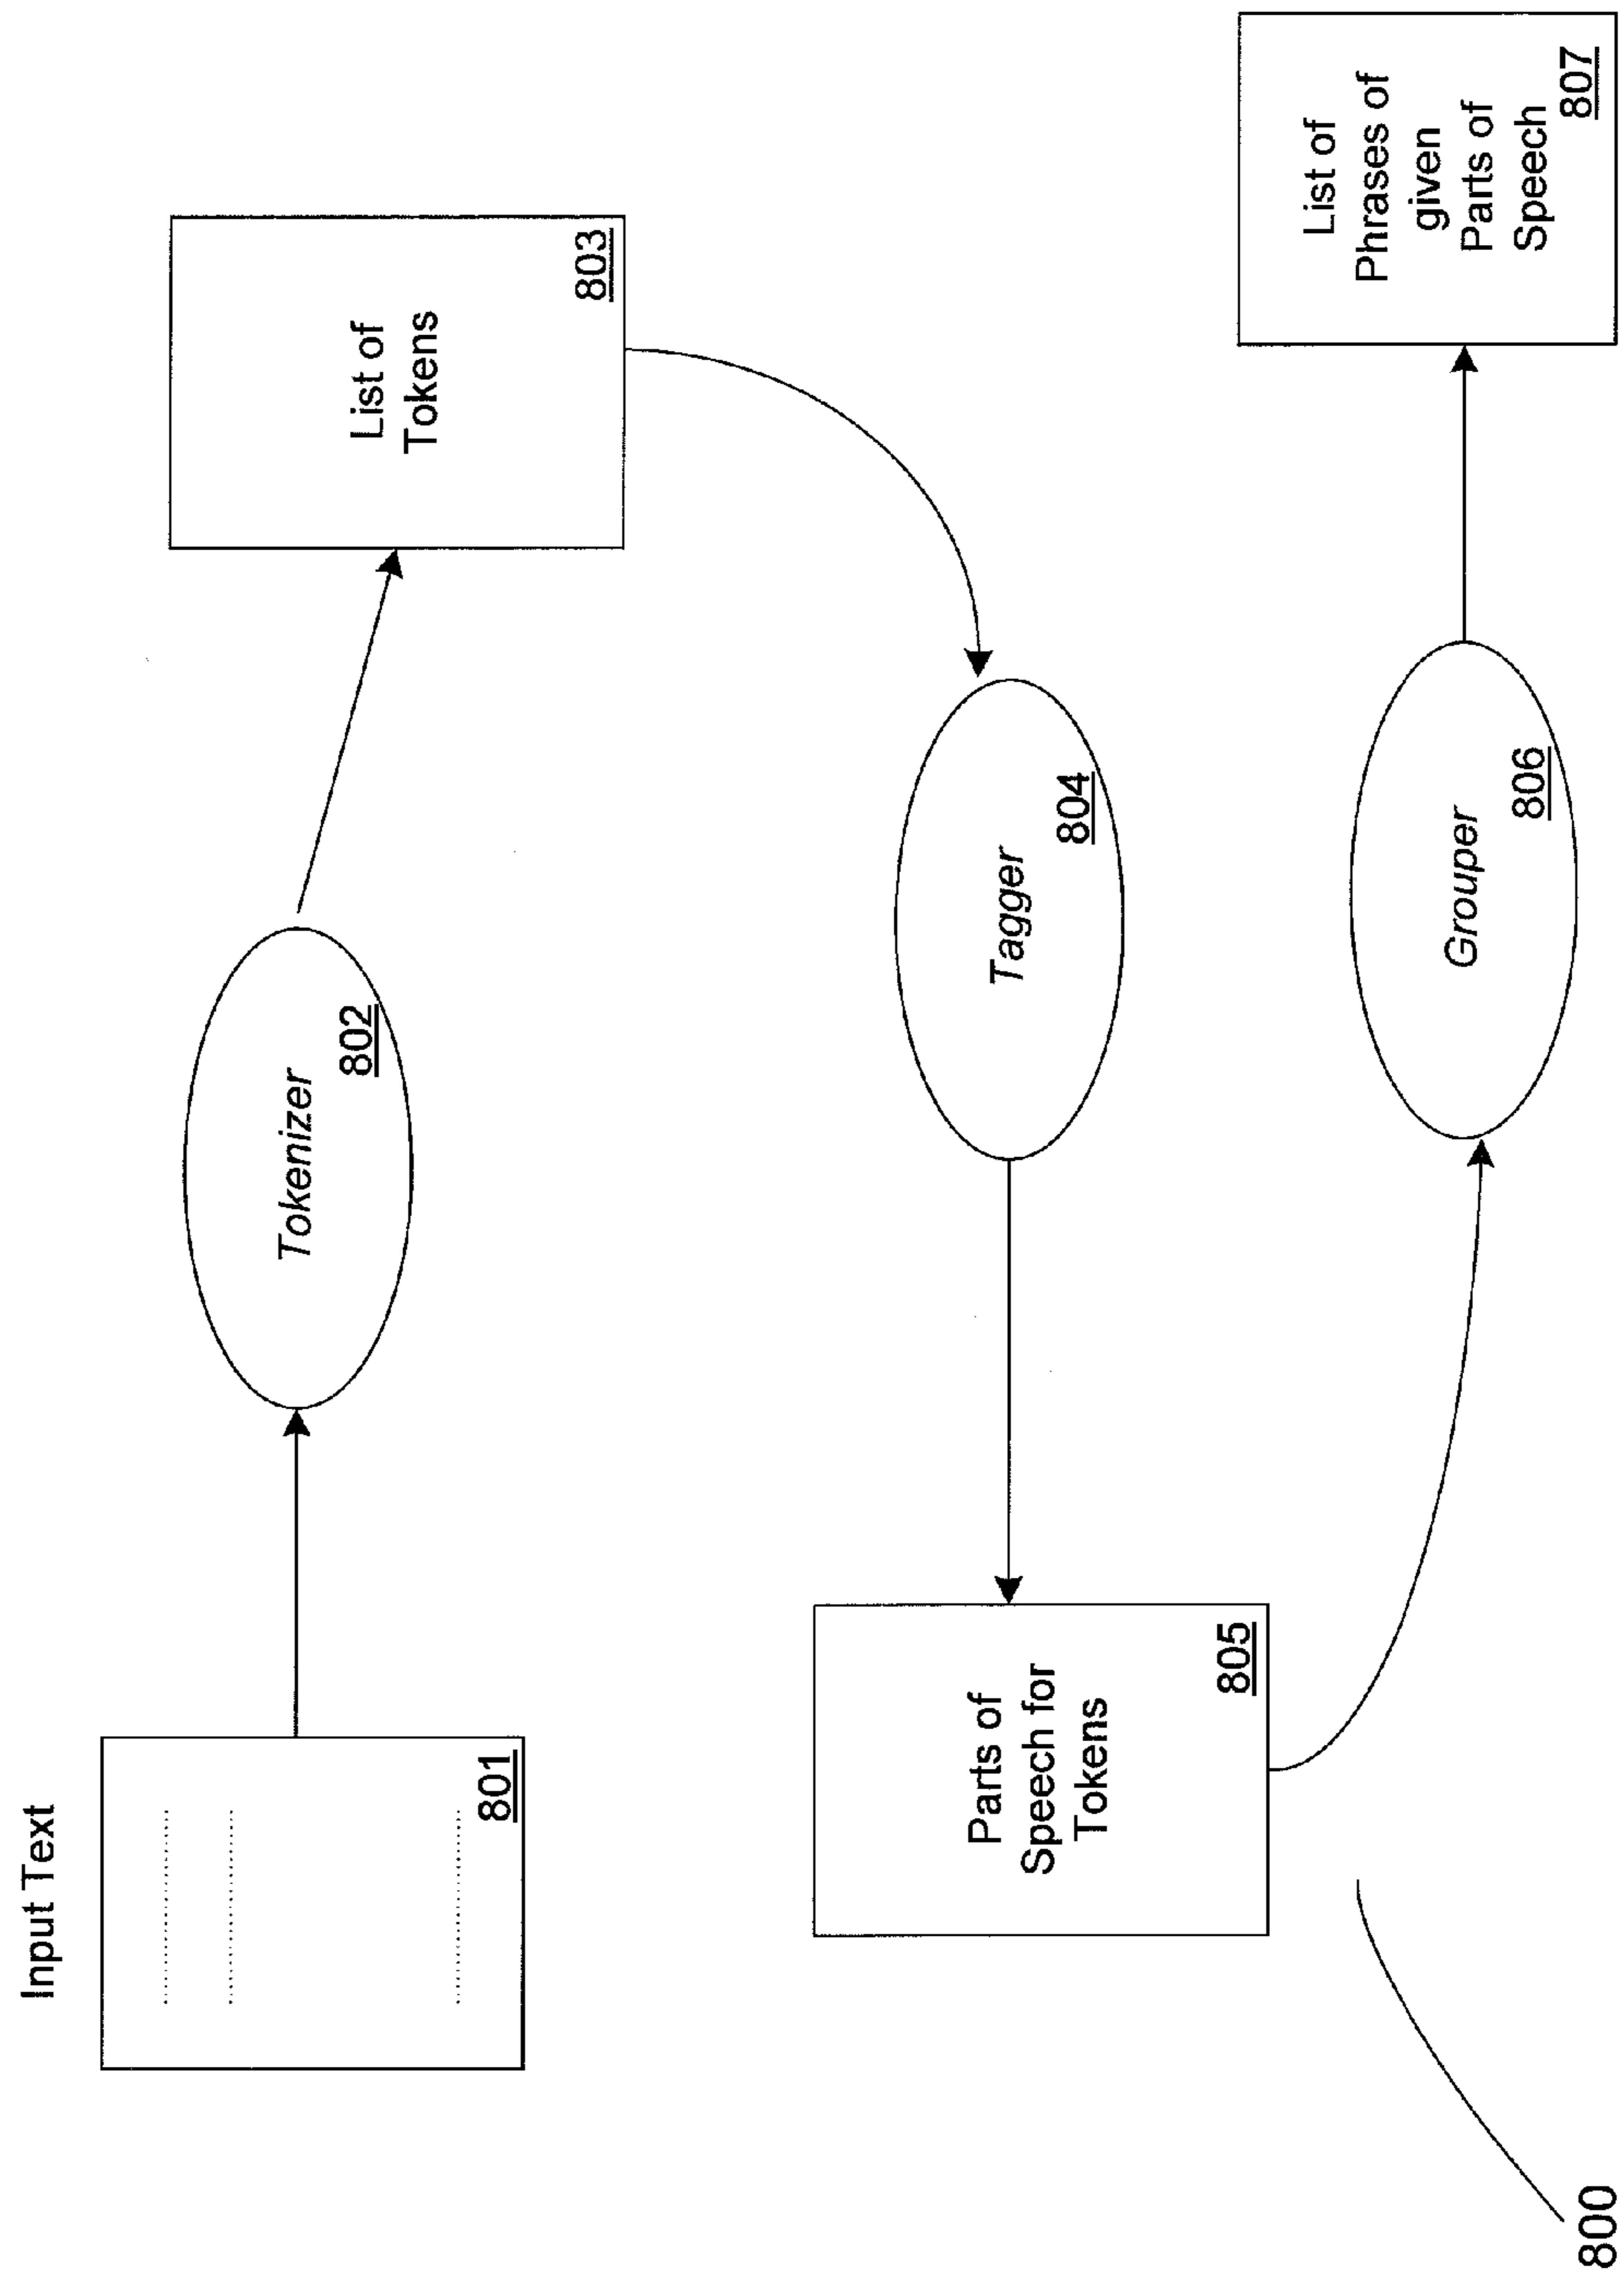 Input Text
801
Tokenizer
802
List of
Tokens
803
Tagger
804
Parts of
Speech for
Tokens
805
Grouper
806
List of
Phrases of
given
Parts of
Speech
807
800